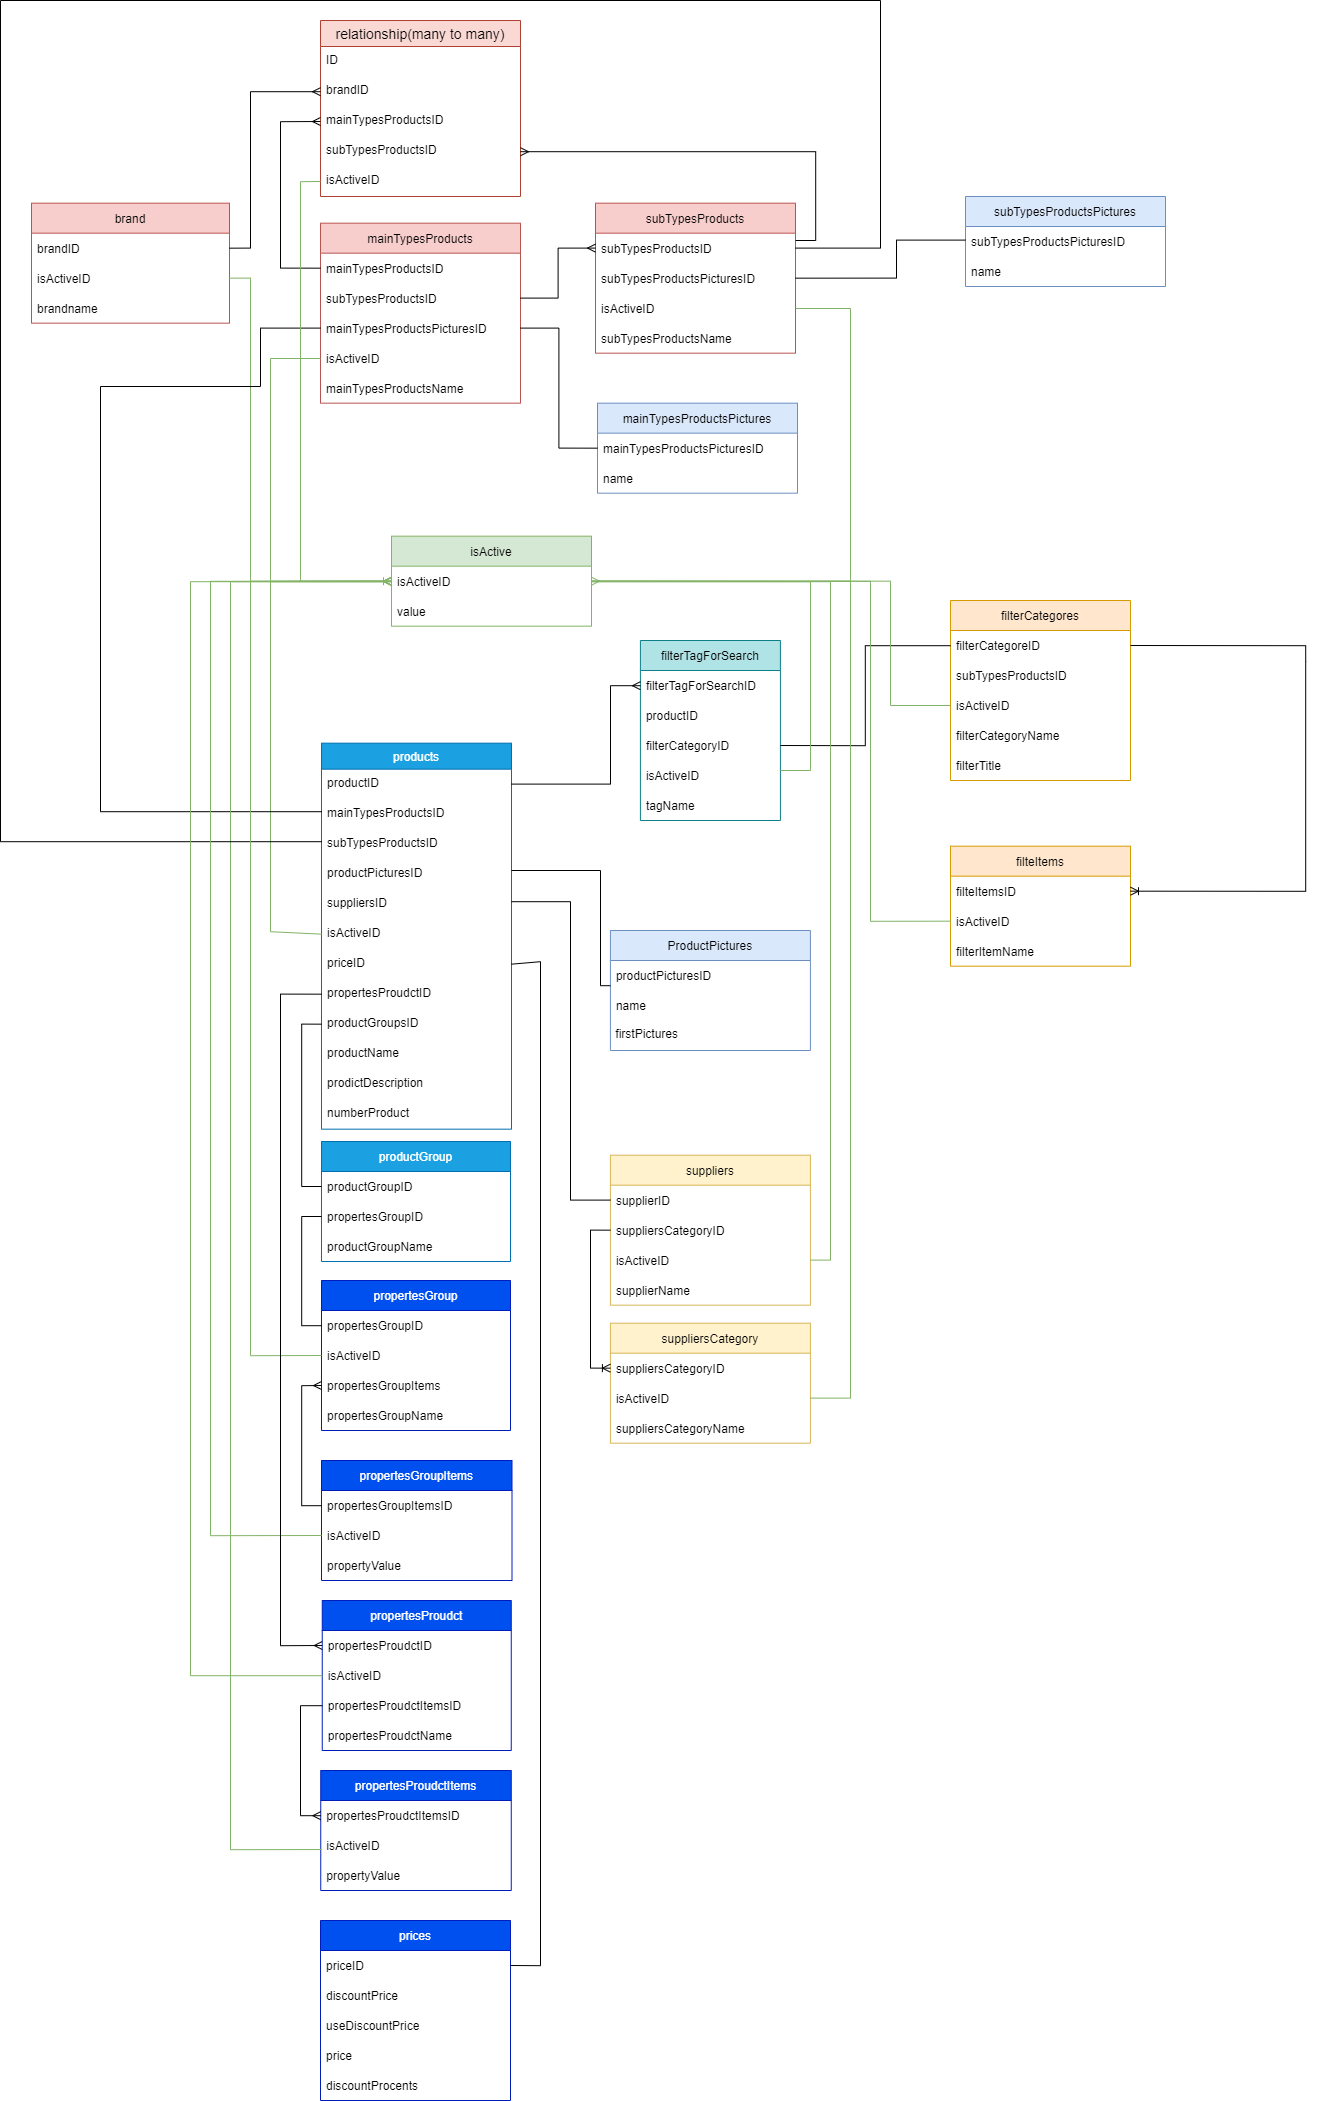 relationship(many to many)
ID
brandID
mainTypesProductsID
subTypesProductsID
isActiveID
brand
brandID
isActiveID
brandname
mainTypesProducts
mainTypesProductsID
subTypesProductsID
mainTypesProductsPicturesID
isActiveID
mainTypesProductsName
subTypesProducts
subTypesProductsID
subTypesProductsPicturesID
isActiveID
subTypesProductsName
subTypesProductsPictures
subTypesProductsPicturesID
name
mainTypesProductsPictures
mainTypesProductsPicturesID
name
isActive
isActiveID
value
filterTagForSearch
filterTagForSearchID
productID
filterCategoryID
isActiveID
tagName
filterCategores
filterCategoreID
subTypesProductsID
isActiveID
filterCategoryName
filterTitle
filteItems
filteItemsID
isActiveID
filterItemName
products
productID
mainTypesProductsID
subTypesProductsID
productPicturesID
suppliersID
isActiveID
priceID
propertesProudctID
productGroupsID
productName
prodictDescription
numberProduct
ProductPictures
productPicturesID
name
firstPictures
productGroup
productGroupID
propertesGroupID
productGroupName
suppliers
supplierID
suppliersCategoryID
isActiveID
supplierName
suppliersCategory
suppliersCategoryID
isActiveID
suppliersCategoryName
propertesGroup
propertesGroupID
isActiveID
propertesGroupItems
propertesGroupName
propertesGroupItems
propertesGroupItemsID
isActiveID
propertyValue
propertesProudct
propertesProudctID
isActiveID
propertesProudctItemsID
propertesProudctName
propertesProudctItems
propertesProudctItemsID
isActiveID
propertyValue
prices
priceID
discountPrice
useDiscountPrice
price
discountProcents